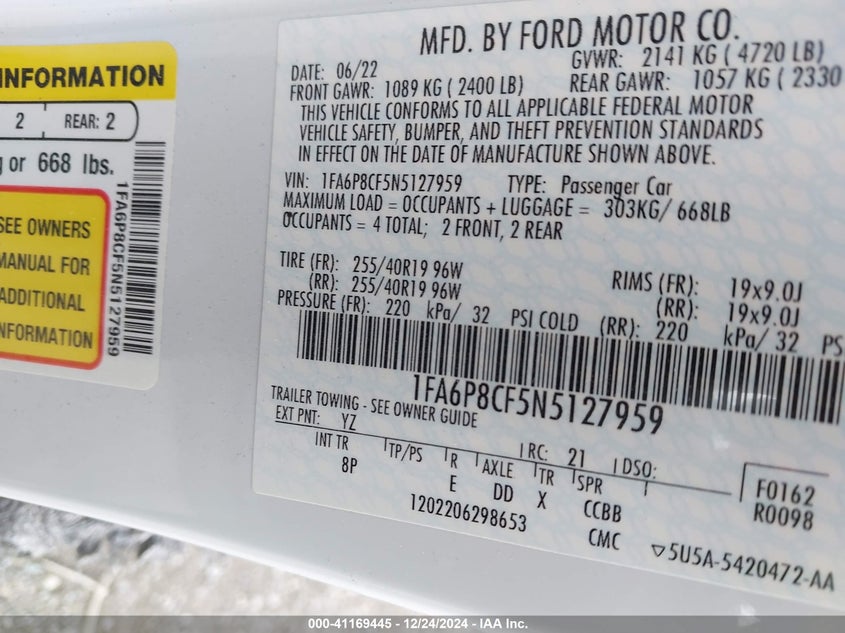 INFORMATION
2 REAR: 2
or 668 lbs.
SEE OWNERS
MANUAL FOR
ADDITIONAL
INFORMATION
1FA6P8CF5N5127959
MFD. BY FORD MOTOR CO.
DATE: 06/22 GVWR: 2141 KG ( 4720 LB)
FRONT GAWR: 1089 KG ( 2400 LB) REAR GAWR: 1057 KG ( 2330
THIS VEHICLE CONFORMS TO ALL APPLICABLE FEDERAL MOTOR
VEHICLE SAFETY, BUMPER, AND THEFT PREVENTION STANDARDS
IN EFFECT ON THE DATE OF MANUFACTURE SHOWN ABOVE.
VIN: 1FA6P8CF5N5127959 TYPE: Passenger Car
MAXIMUM LOAD = OCCUPANTS + LUGGAGE = 303KG/ 668LB
OCCUPANTS = 4 TOTAL; 2 FRONT, 2 REAR
TIRE (FR): 255/40R19 96W RIMS (FR): 19x9.0J
(RR): 255/40R19 96W (RR): 19x9.0J
PRESSURE (FR): 220 kPa/ 32 PSI COLD (RR): 220 kPa/ 32 PS
1FA6P8CF5N5127959
TRAILER TOWING - SEE OWNER GUIDE
EXT PNT: YZ RC: 21 DSO:
INT TR TP/PS R AXLE TR SPR
8P E DD X CCBB
F0162
R0098
1202206298653 CMC 5U5A-5420472-AA
000-41169445 - 12/24/2024 - IAA Inc.